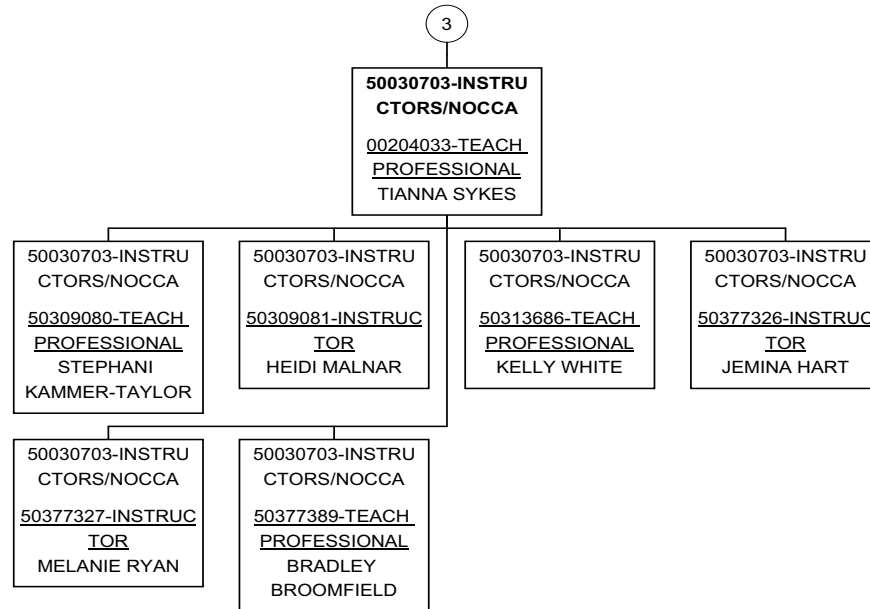 3
50030703-INSTRU
CTORS/NOCCA
00204033-TEACH
PROFESSIONAL
TIANNA SYKES
50030703-INSTRU
CTORS/NOCCA
50309080-TEACH
PROFESSIONAL
STEPHANI
KAMMER-TAYLOR
50030703-INSTRU
CTORS/NOCCA
50309081-INSTRUC
TOR
HEIDI MALNAR
50030703-INSTRU
CTORS/NOCCA
50313686-TEACH
PROFESSIONAL
KELLY WHITE
50030703-INSTRU
CTORS/NOCCA
50377326-INSTRUC
TOR
JEMINA HART
50030703-INSTRU
CTORS/NOCCA
50377327-INSTRUC
TOR
MELANIE RYAN
50030703-INSTRU
CTORS/NOCCA
50377389-TEACH
PROFESSIONAL
BRADLEY
BROOMFIELD